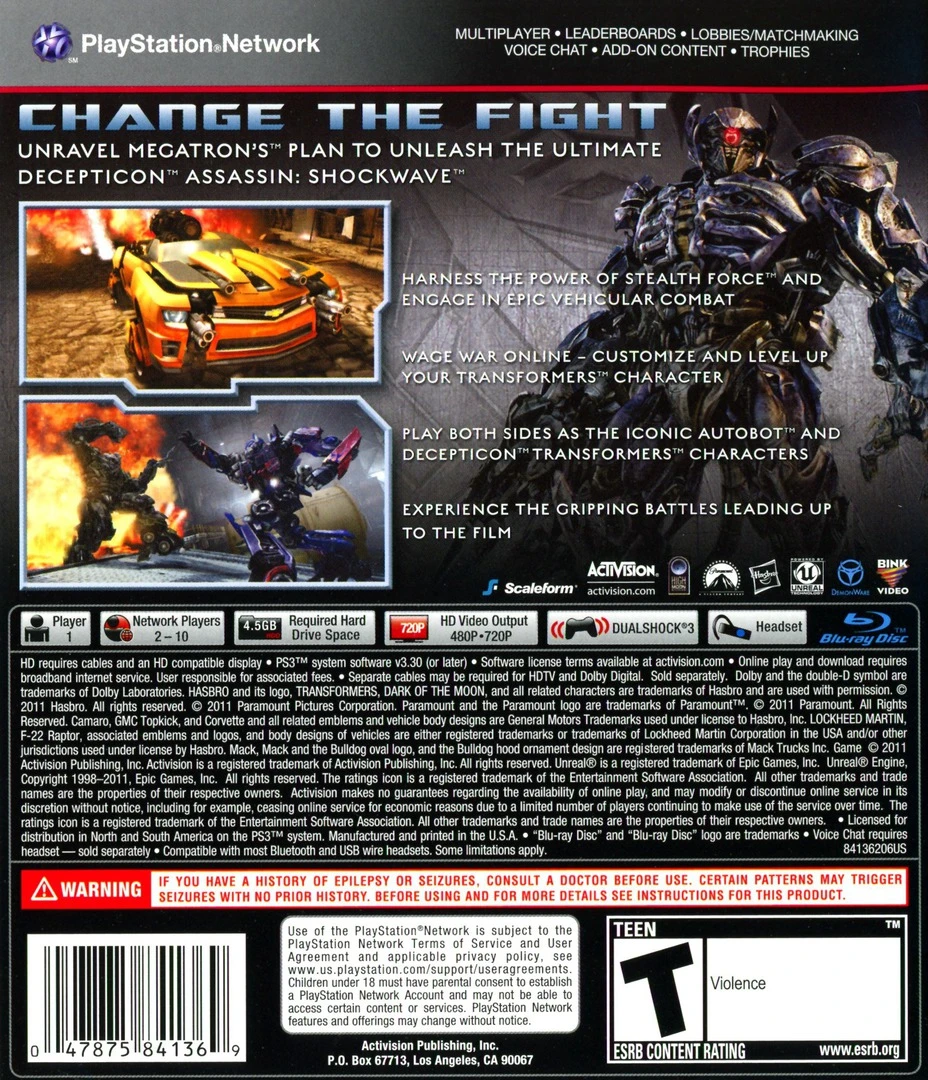 PlayStation®Network
SM
MULTIPLAYER • LEADERBOARDS • LOBBIES/MATCHMAKING
VOICE CHAT • ADD-ON CONTENT • TROPHIES
CHANGE THE FIGHT
UNRAVEL MEGATRON'S™ PLAN TO UNLEASH THE ULTIMATE
DECEPTICON™ ASSASSIN: SHOCKWAVE™
HARNESS THE POWER OF STEALTH FORCE™ AND
ENGAGE IN EPIC VEHICULAR COMBAT
WAGE WAR ONLINE – CUSTOMIZE AND LEVEL UP
YOUR TRANSFORMERS™ CHARACTER
PLAY BOTH SIDES AS THE ICONIC AUTOBOT™ AND
DECEPTICON™ TRANSFORMERS™ CHARACTERS
EXPERIENCE THE GRIPPING BATTLES LEADING UP
TO THE FILM
Scaleform®
ACTIVISION®
activision.com
HIGH MOON
Paramount
Hasbro
POWERED BY
UNREAL
TECHNOLOGY
DEMONWARE
BINK
VIDEO
Player
1
Network Players
2 – 10
4.5GB
HDD
Required Hard
Drive Space
720P
HD Video Output
480P•720P
DUALSHOCK®3
Headset
Blu-ray Disc™
HD requires cables and an HD compatible display • PS3™ system software v3.30 (or later) • Software license terms available at activision.com • Online play and download requires
broadband internet service. User responsible for associated fees. • Separate cables may be required for HDTV and Dolby Digital. Sold separately. Dolby and the double-D symbol are
trademarks of Dolby Laboratories. HASBRO and its logo, TRANSFORMERS, DARK OF THE MOON, and all related characters are trademarks of Hasbro and are used with permission. ©
2011 Hasbro. All rights reserved. © 2011 Paramount Pictures Corporation. Paramount and the Paramount logo are trademarks of Paramount™. © 2011 Paramount. All Rights
Reserved. Camaro, GMC Topkick, and Corvette and all related emblems and vehicle body designs are General Motors Trademarks used under license to Hasbro, Inc. LOCKHEED MARTIN,
F-22 Raptor, associated emblems and logos, and body designs of vehicles are either registered trademarks or trademarks of Lockheed Martin Corporation in the USA and/or other
jurisdictions used under license by Hasbro. Mack, Mack and the Bulldog oval logo, and the Bulldog hood ornament design are registered trademarks of Mack Trucks Inc. Game © 2011
Activision Publishing, Inc. Activision is a registered trademark of Activision Publishing, Inc. All rights reserved. Unreal® is a registered trademark of Epic Games, Inc. Unreal® Engine,
Copyright 1998–2011, Epic Games, Inc. All rights reserved. The ratings icon is a registered trademark of the Entertainment Software Association. All other trademarks and trade
names are the properties of their respective owners. Activision makes no guarantees regarding the availability of online play, and may modify or discontinue online service in its
discretion without notice, including for example, ceasing online service for economic reasons due to a limited number of players continuing to make use of the service over time. The
ratings icon is a registered trademark of the Entertainment Software Association. All other trademarks and trade names are the properties of their respective owners. • Licensed for
distribution in North and South America on the PS3™ system. Manufactured and printed in the U.S.A. • "Blu-ray Disc" and "Blu-ray Disc" logo are trademarks • Voice Chat requires
headset — sold separately • Compatible with most Bluetooth and USB wire headsets. Some limitations apply.
84136206US
WARNING
IF YOU HAVE A HISTORY OF EPILEPSY OR SEIZURES, CONSULT A DOCTOR BEFORE USE. CERTAIN PATTERNS MAY TRIGGER
SEIZURES WITH NO PRIOR HISTORY. BEFORE USING AND FOR MORE DETAILS SEE INSTRUCTIONS FOR THIS PRODUCT.
0 47875 84136 9
Use of the PlayStation®Network is subject to the
PlayStation Network Terms of Service and User
Agreement and applicable privacy policy, see
www.us.playstation.com/support/useragreements.
Children under 18 must have parental consent to establish
a PlayStation Network Account and may not be able to
access certain content or services. PlayStation Network
features and offerings may change without notice.
Activision Publishing, Inc.
P.O. Box 67713, Los Angeles, CA 90067
TEEN
™
T
Violence
ESRB CONTENT RATING
www.esrb.org